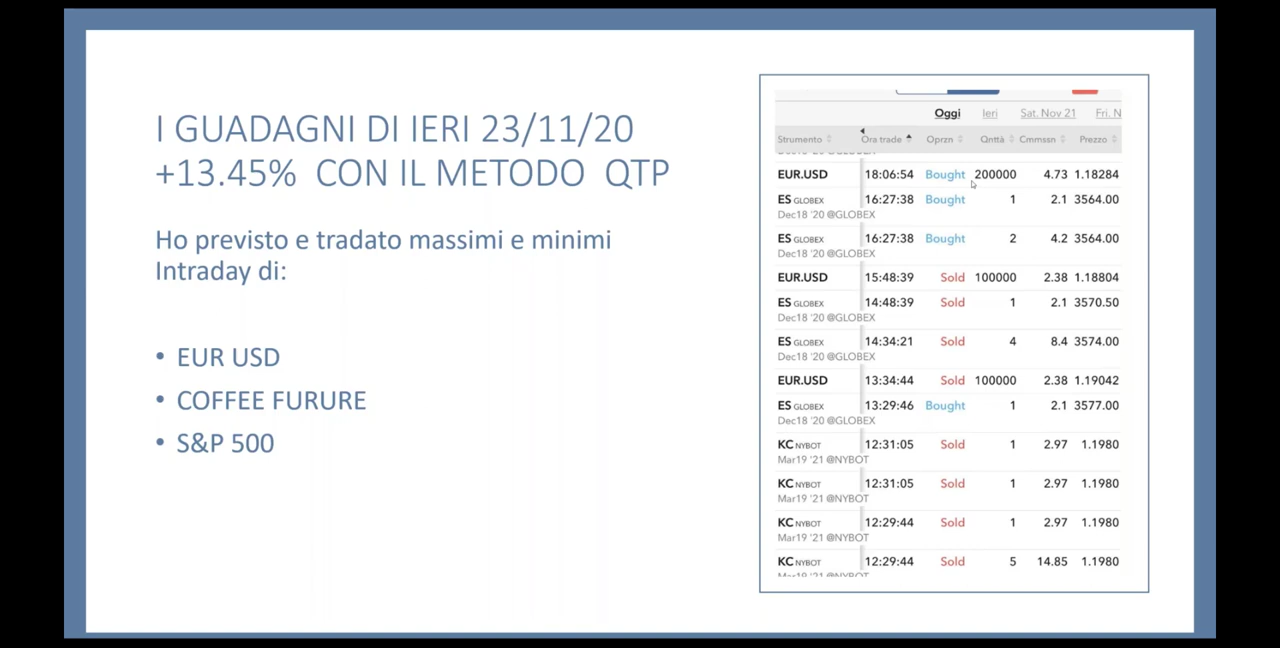 I GUADAGNI DI IERI 23/11/20
+13.45% CON IL METODO QTP
Ho previsto e tradato massimi e minimi
Intraday di:
• EUR USD
• COFFEE FURURE
• S&P 500
Oggi Ieri Sat. Nov 21 Fri. N
Strumento Ora trade Oprzn Qnttà Cmmssn Prezzo
EUR.USD 18:06:54 Bought 200000 4.73 1.18284
ES GLOBEX 16:27:38 Bought 1 2.1 3564.00
Dec18 '20 @GLOBEX
ES GLOBEX 16:27:38 Bought 2 4.2 3564.00
Dec18 '20 @GLOBEX
EUR.USD 15:48:39 Sold 100000 2.38 1.18804
ES GLOBEX 14:48:39 Sold 1 2.1 3570.50
Dec18 '20 @GLOBEX
ES GLOBEX 14:34:21 Sold 4 8.4 3574.00
Dec18 '20 @GLOBEX
EUR.USD 13:34:44 Sold 100000 2.38 1.19042
ES GLOBEX 13:29:46 Bought 1 2.1 3577.00
Dec18 '20 @GLOBEX
KC NYBOT 12:31:05 Sold 1 2.97 1.1980
Mar19 '21 @NYBOT
KC NYBOT 12:31:05 Sold 1 2.97 1.1980
Mar19 '21 @NYBOT
KC NYBOT 12:29:44 Sold 1 2.97 1.1980
Mar19 '21 @NYBOT
KC NYBOT 12:29:44 Sold 5 14.85 1.1980
Mar19 '21 @NYBOT